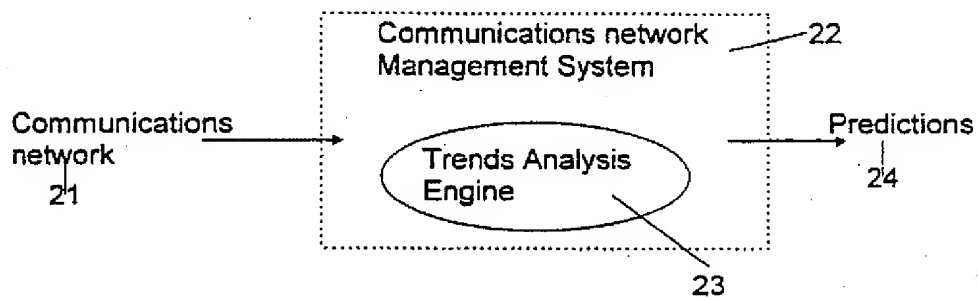 Communications network
Management System
22
Communications
network
21
Trends Analysis
Engine
Predictions
24
23